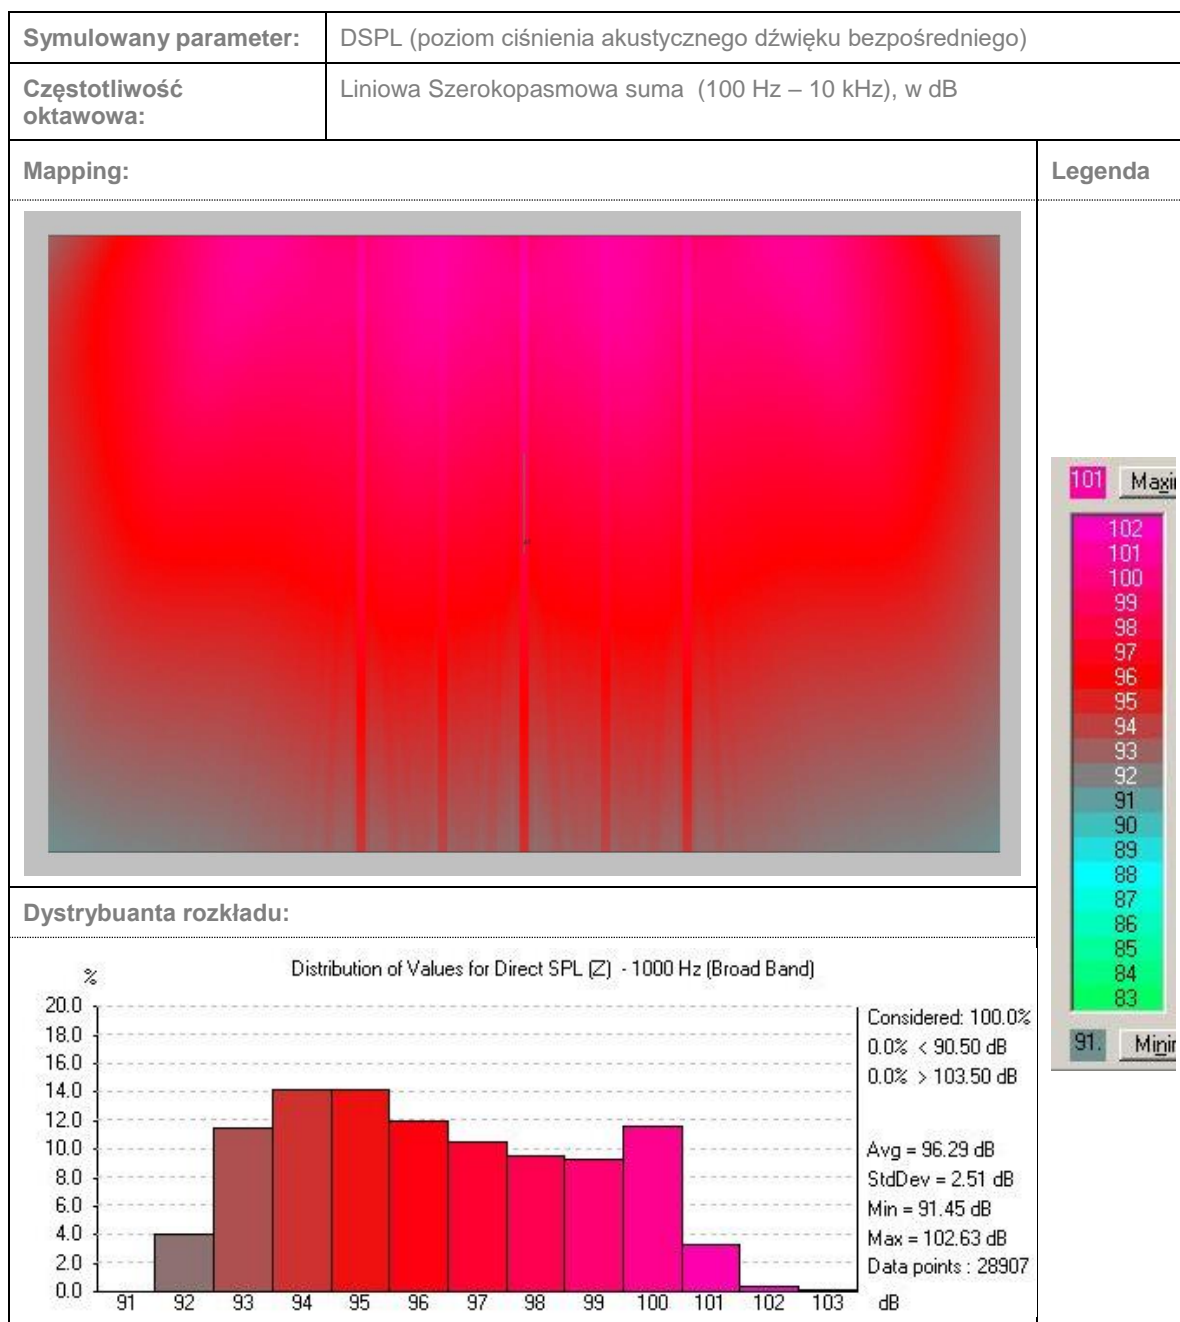 Symulowany parameter: DSPL (poziom ciśnienia akustycznego dźwięku bezpośredniego)
Częstotliwość oktawowa: Liniowa Szerokopasmowa suma (100 Hz – 10 kHz), w dB
Mapping:
Legenda
101
102
101
100
99
98
97
96
95
94
93
92
91
90
89
88
87
86
85
84
83
91.
Dystrybuanta rozkładu:
%
Distribution of Values for Direct SPL (Z) - 1000 Hz (Broad Band)
20.0
18.0
16.0
14.0
12.0
10.0
8.0
6.0
4.0
2.0
0.0
91 92 93 94 95 96 97 98 99 100 101 102 103 dB
Considered: 100.0%
0.0% < 90.50 dB
0.0% > 103.50 dB
Avg = 96.29 dB
StdDev = 2.51 dB
Min = 91.45 dB
Max = 102.63 dB
Data points : 28907